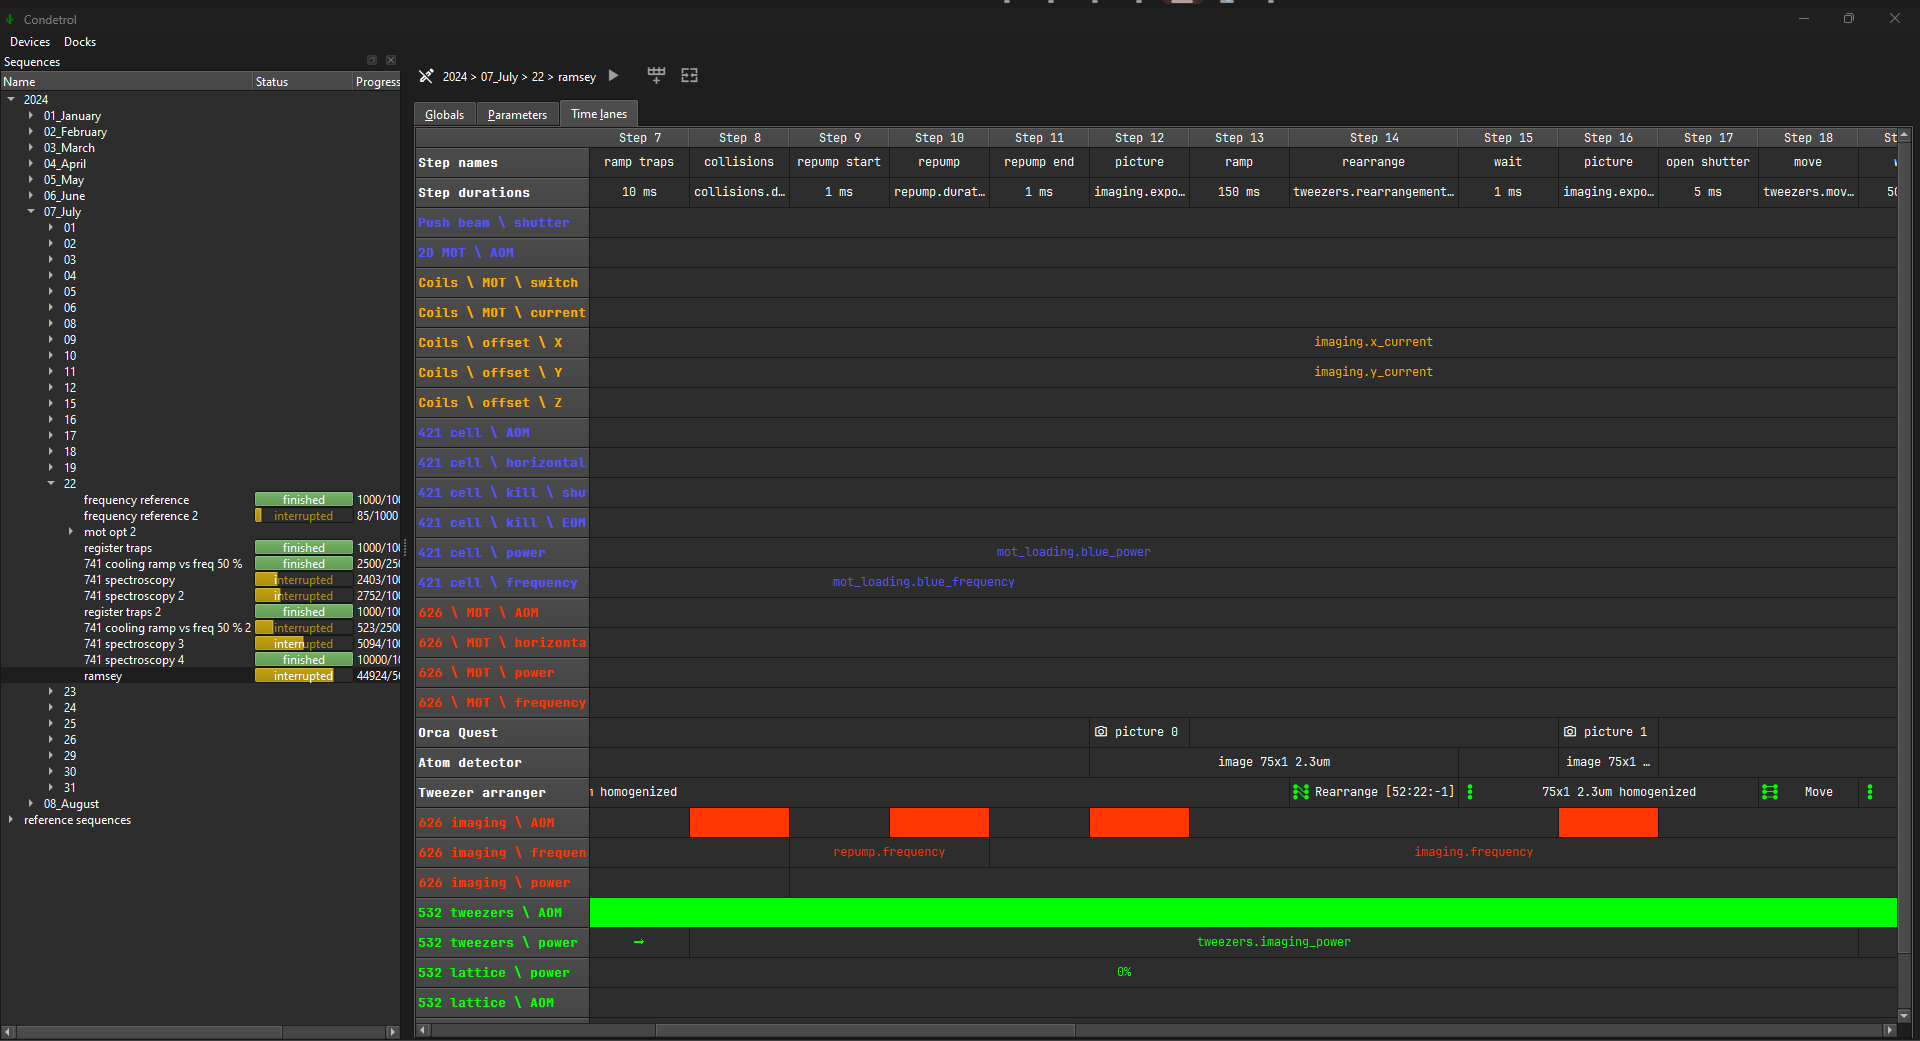 Condetrol
Devices Docks
Sequences
Name Status Progress
2024
01_January
02_February
03_March
04_April
05_May
06_June
07_July
01
02
03
04
05
06
08
09
10
11
12
15
16
17
18
19
22
frequency reference finished 1000/100
frequency reference 2 interrupted 85/1000
mot opt 2
register traps finished 1000/100
741 cooling ramp vs freq 50 % finished 2500/250
741 spectroscopy interrupted 2403/100
741 spectroscopy 2 interrupted 2752/100
register traps 2 finished 1000/100
741 cooling ramp vs freq 50 % 2 interrupted 523/2500
741 spectroscopy 3 interrupted 5094/100
741 spectroscopy 4 finished 10000/10
ramsey interrupted 44924/50
23
24
25
26
29
30
31
08_August
reference sequences
2024 > 07_July > 22 > ramsey
Globals Parameters Time lanes
Step 7 Step 8 Step 9 Step 10 Step 11 Step 12 Step 13 Step 14 Step 15 Step 16 Step 17 Step 18 St
Step names ramp traps collisions repump start repump repump end picture ramp rearrange wait picture open shutter move
Step durations 10 ms collisions.d… 1 ms repump.durat… 1 ms imaging.expo… 150 ms tweezers.rearrangement… 1 ms imaging.expo… 5 ms tweezers.mov… 50
Push beam \ shutter
2D MOT \ AOM
Coils \ MOT \ switch
Coils \ MOT \ current
Coils \ offset \ X imaging.x_current
Coils \ offset \ Y imaging.y_current
Coils \ offset \ Z
421 cell \ AOM
421 cell \ horizontal
421 cell \ kill \ shu
421 cell \ kill \ EOM
421 cell \ power mot_loading.blue_power
421 cell \ frequency mot_loading.blue_frequency
626 \ MOT \ AOM
626 \ MOT \ horizonta
626 \ MOT \ power
626 \ MOT \ frequency
Orca Quest picture 0 picture 1
Atom detector image 75x1 2.3um image 75x1 …
Tweezer arranger homogenized Rearrange [52:22:-1] 75x1 2.3um homogenized Move
626 imaging \ AOM
626 imaging \ frequen repump.frequency imaging.frequency
626 imaging \ power
532 tweezers \ AOM
532 tweezers \ power → tweezers.imaging_power
532 lattice \ power 0%
532 lattice \ AOM